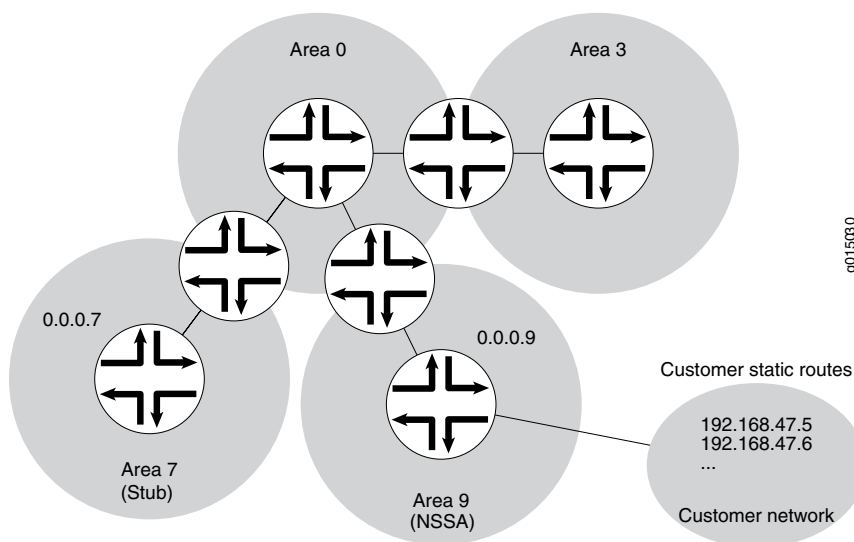 Area 0
Area 3
g015030
0.0.0.7
0.0.0.9
Area 7
(Stub)
Area 9
(NSSA)
Customer static routes
192.168.47.5
192.168.47.6
...
Customer network